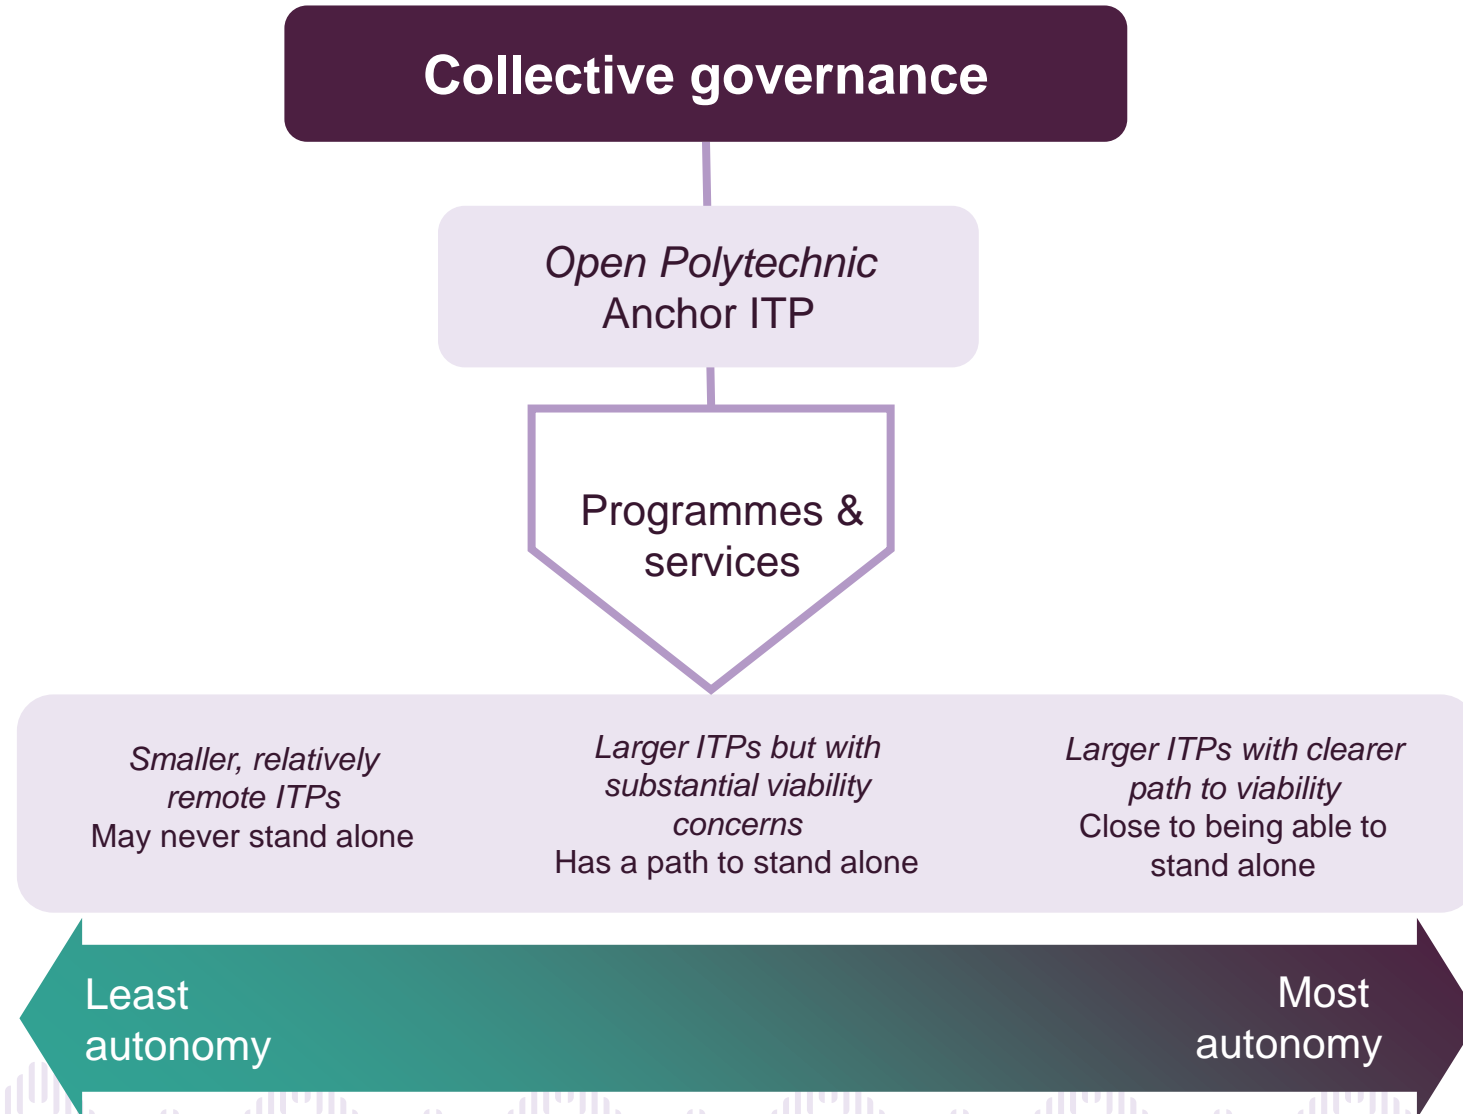 Collective governance
Open Polytechnic
Anchor ITP
Programmes &
services
Smaller, relatively
remote ITPs
May never stand alone
Larger ITPs but with
substantial viability
concerns
Has a path to stand alone
Larger ITPs with clearer
path to viability
Close to being able to
stand alone
Least
autonomy
Most
autonomy